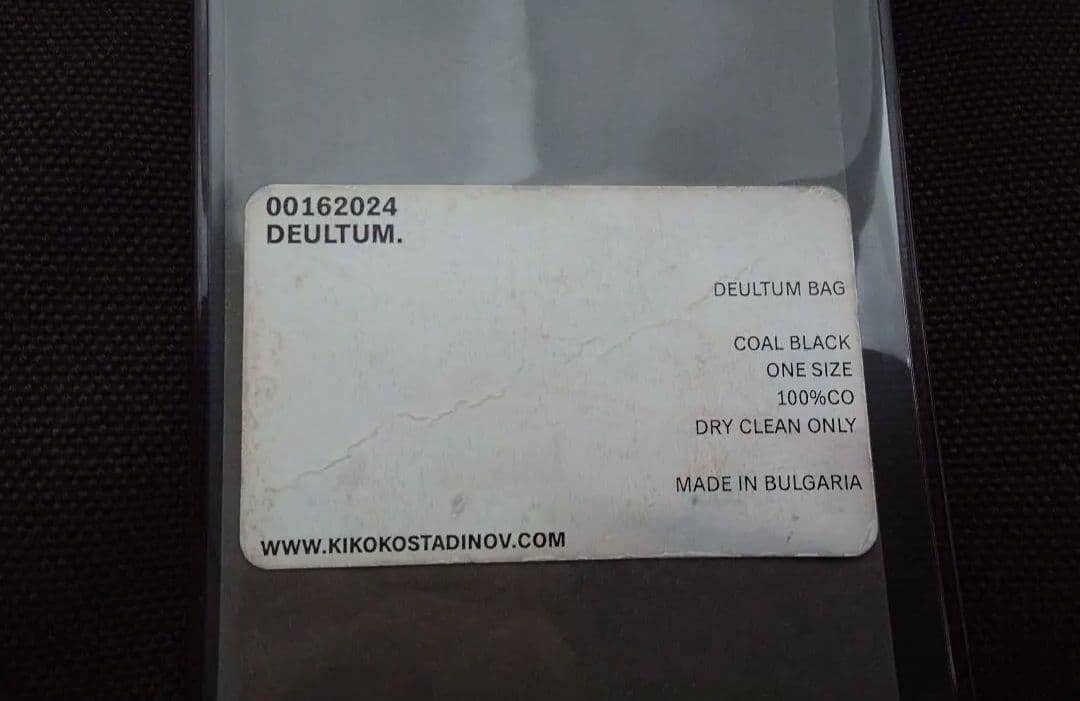 00162024
DEULTUM.
DEULTUM BAG
COAL BLACK
ONE SIZE
100%CO
DRY CLEAN ONLY
MADE IN BULGARIA
WWW.KIKOKOSTADINOV.COM